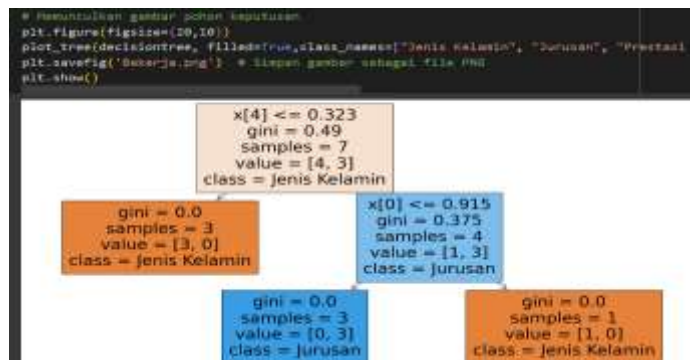 # Memunculkan gambar pohon keputusan
plt.figure(figsize=(20,10))
plot_tree(decisiontree, filled=True,class_names=["Jenis Kelamin", "Jurusan", "Prestasi
plt.savefig('Bekerja.png') # Simpan gambar sebagai file PNG
plt.show()
x[4] <= 0.323
gini = 0.49
samples = 7
value = [4, 3]
class = Jenis Kelamin
gini = 0.0
samples = 3
value = [3, 0]
class = Jenis Kelamin
x[0] <= 0.915
gini = 0.375
samples = 4
value = [1, 3]
class = Jurusan
gini = 0.0
samples = 3
value = [0, 3]
class = Jurusan
gini = 0.0
samples = 1
value = [1, 0]
class = Jenis Kelamin